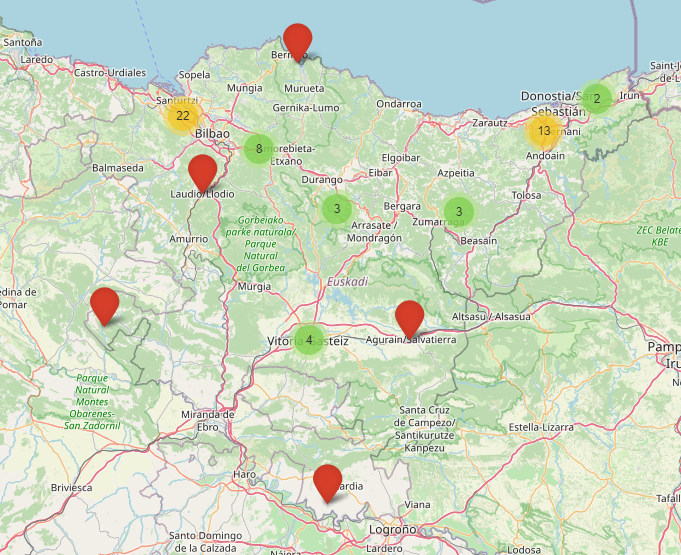 Santoña
Laredo
Castro-Urdiales
Sopela
Bermeo
Mungia
Murueta
Santurtzi
22
Gernika-Lumo
Ondarroa
Donostia/San
Sebastián
2
Irun
Saint-J
de-L
Zarautz
13
Hernani
Andoain
Bilbao
8
Amorebieta-
Etxano
Balmaseda
Laudio/Llodio
Durango
Elgoibar
Eibar
Azpeitia
Tolosa
3
Bergara
3
Zumarraga
Beasain
Arrasate /
Mondragón
Amurrio
Gorbeiako
parke naturala/
Parque
Natural
del Gorbea
ZEC Belate
KBE
Murgia
Euskadi
edina de
Pomar
Altsasu / Alsasua
Vitoria-Gasteiz
4
Agurain/Salvatierra
Pamp
Iru
Parque
Natural
Montes
Obarenes-
San Zadornil
Miranda de
Ebro
Santa Cruz
de Campezo/
Santikurutze
Kanpezu
Estella-Lizarra
Haro
ardia
Briviesca
Viana
Tafall
Logroño
Santo Domingo
de la Calzada
Nájera
Lardero
Lodosa